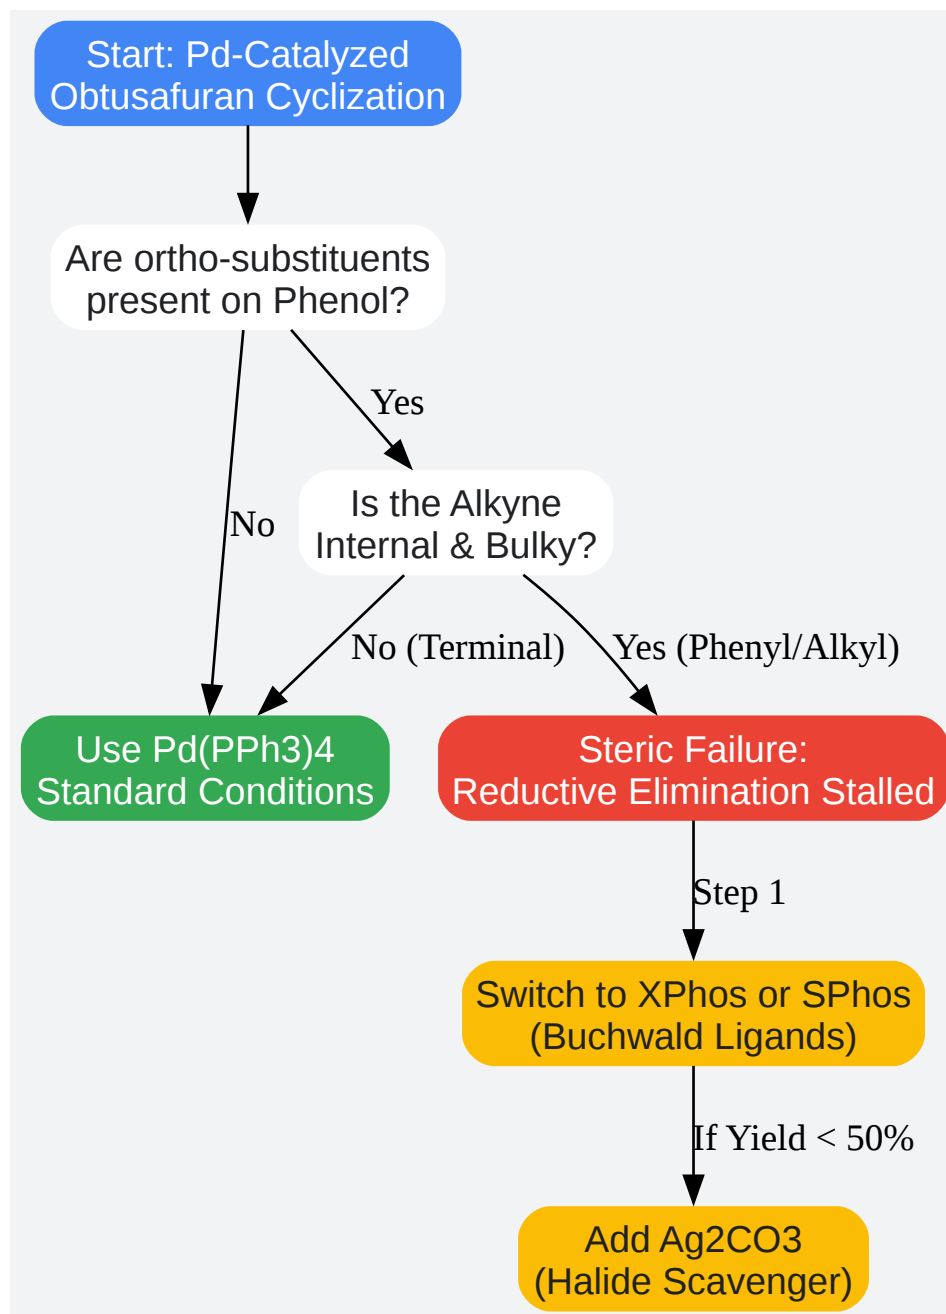 Start: Pd-Catalyzed
Obtusafuran Cyclization
Are ortho-substituents
present on Phenol?
Yes
Is the Alkyne
Internal & Bulky?
No
No (Terminal)
Yes (Phenyl/Alkyl)
Use Pd(PPh3)4
Standard Conditions
Steric Failure:
Reductive Elimination Stalled
Step 1
Switch to XPhos or SPhos
(Buchwald Ligands)
If Yield < 50%
Add Ag2CO3
(Halide Scavenger)